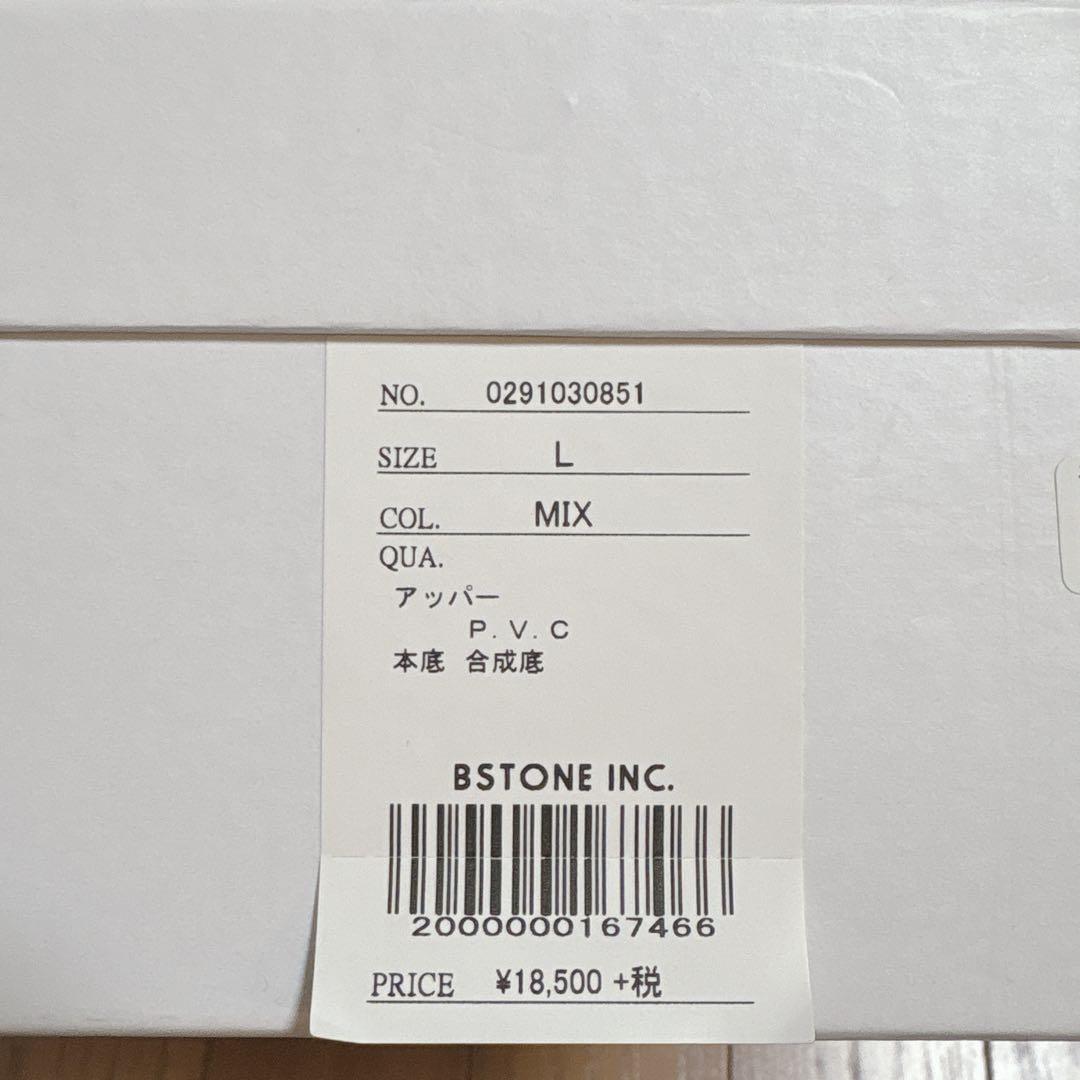 NO. 0291030851
SIZE L
COL. MIX
QUA.
アッパー
P.V.C
本底 合成底
BSTONE INC.
2000000167466
PRICE ¥18,500 +税